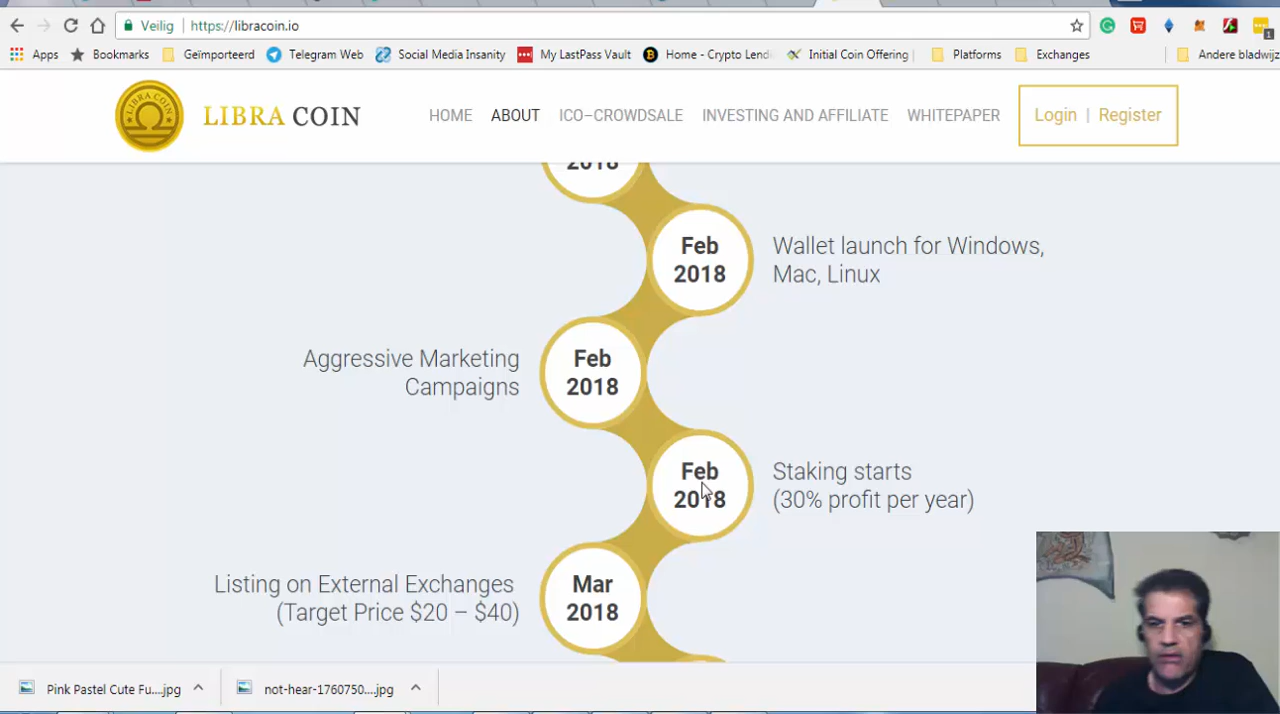 Veilig
https://libracoin.io
Apps
Bookmarks
Geïmporteerd
Telegram Web
Social Media Insanity
My LastPass Vault
Home - Crypto Lendi
Initial Coin Offering |
Platforms
Exchanges
Andere bladwijz
1
LIBRA COIN
LIBRA COIN
HOME
ABOUT
ICO–CROWDSALE
INVESTING AND AFFILIATE
WHITEPAPER
Login | Register
2018
Feb
2018
Wallet launch for Windows,
Mac, Linux
Aggressive Marketing
Campaigns
Feb
2018
Feb
2018
Staking starts
(30% profit per year)
Listing on External Exchanges
(Target Price $20 – $40)
Mar
2018
Pink Pastel Cute Fu....jpg
not-hear-1760750....jpg